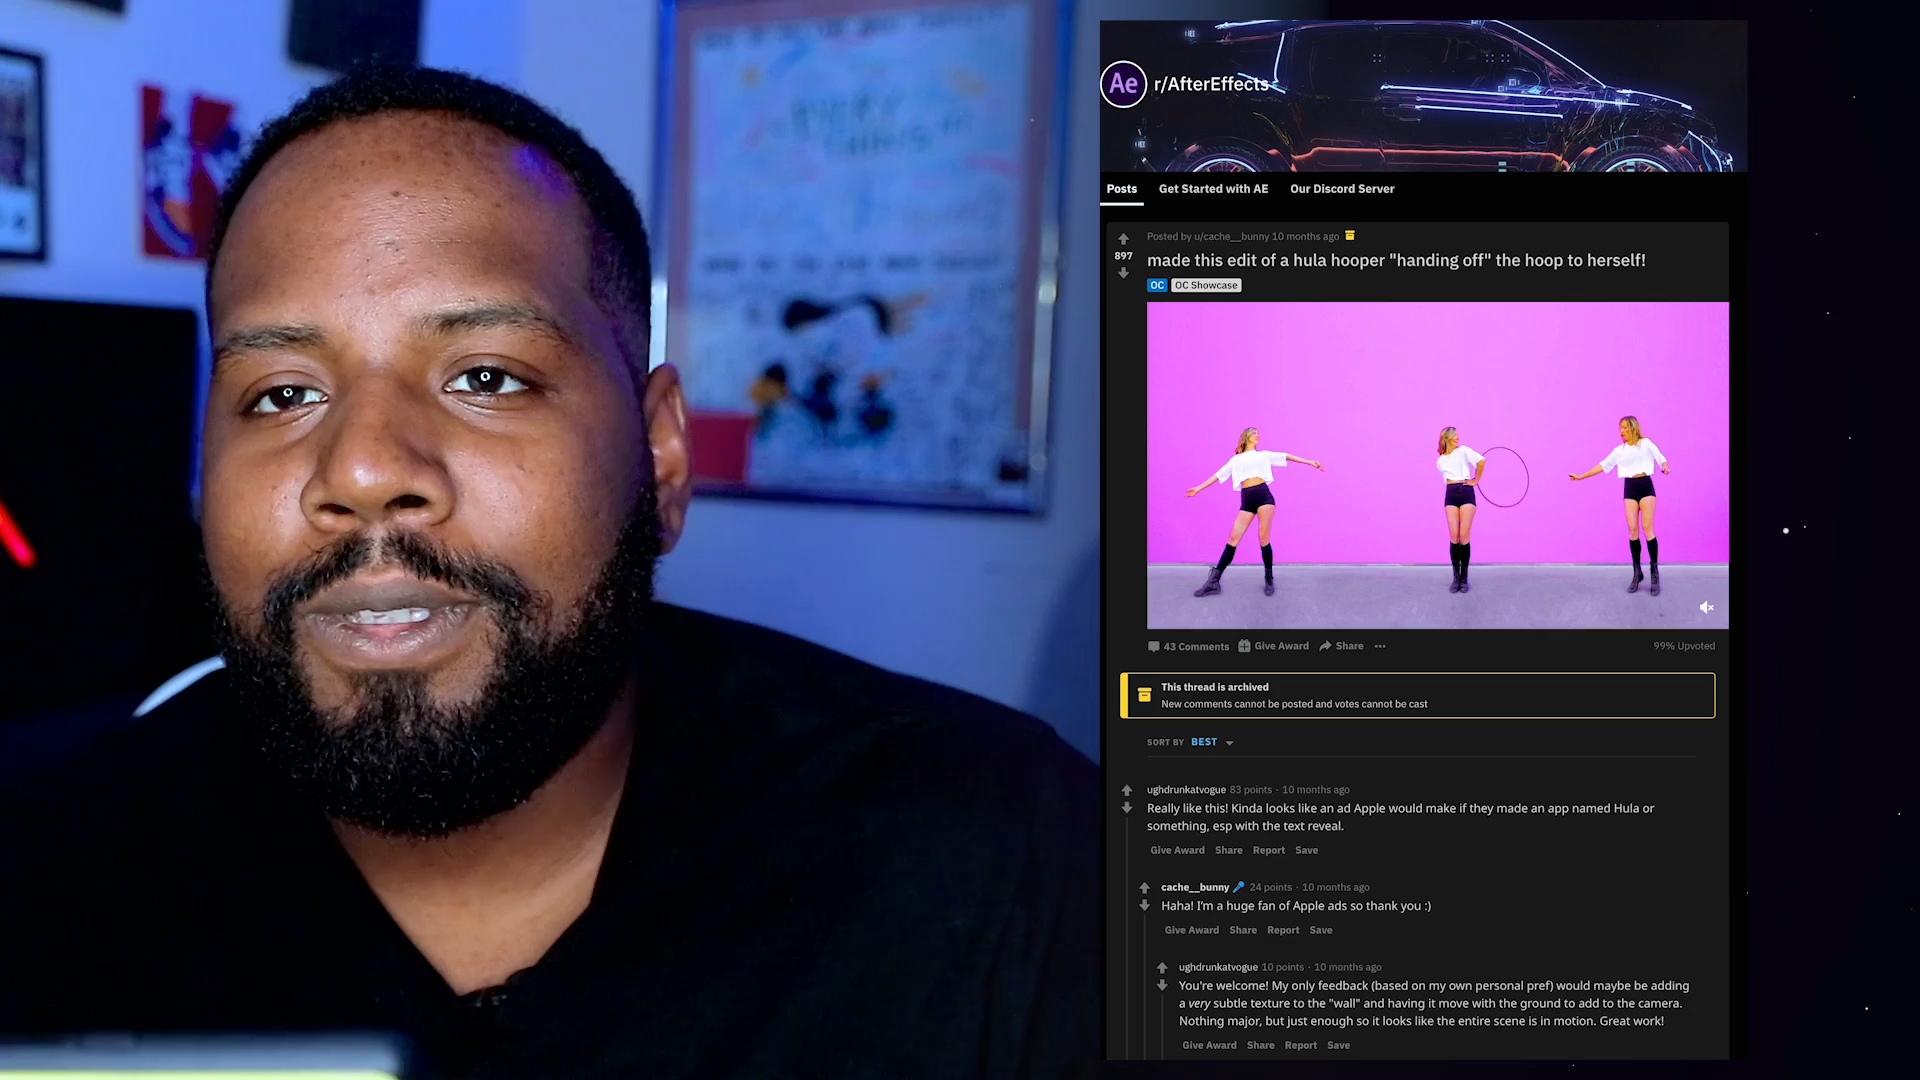 Ae r/AfterEffects
Posts Get Started with AE Our Discord Server
Posted by u/cache__bunny 10 months ago
897
made this edit of a hula hooper "handing off" the hoop to herself!
OC OC Showcase
43 Comments Give Award Share ...
99% Upvoted
This thread is archived
New comments cannot be posted and votes cannot be cast
SORT BY BEST
ughdrunkatvogue 83 points · 10 months ago
Really like this! Kinda looks like an ad Apple would make if they made an app named Hula or
something, esp with the text reveal.
Give Award Share Report Save
cache__bunny 24 points · 10 months ago
Haha! I'm a huge fan of Apple ads so thank you :)
Give Award Share Report Save
ughdrunkatvogue 10 points · 10 months ago
You're welcome! My only feedback (based on my own personal pref) would maybe be adding
a very subtle texture to the "wall" and having it move with the ground to add to the camera.
Nothing major, but just enough so it looks like the entire scene is in motion. Great work!
Give Award Share Report Save